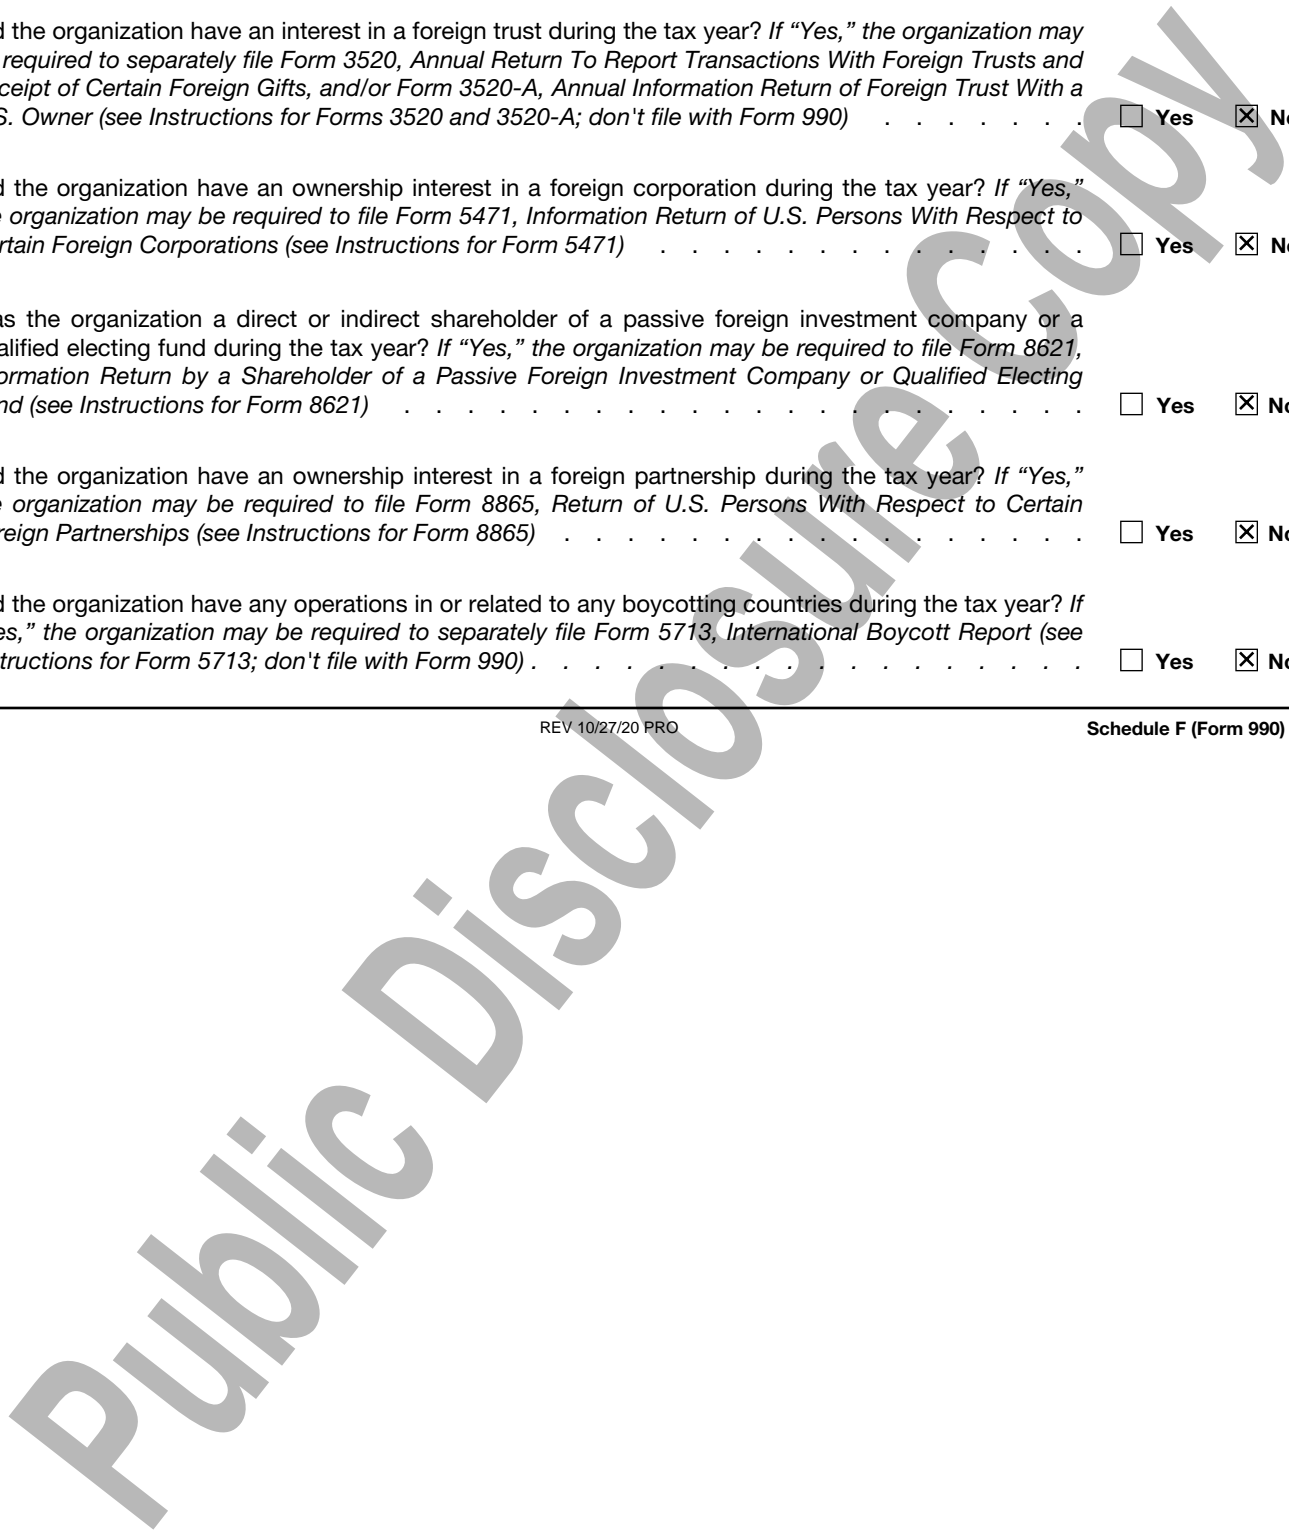 d the organization have an interest in a foreign trust during the tax year? If “Yes,” the organization may
required to separately file Form 3520, Annual Return To Report Transactions With Foreign Trusts and
ceipt of Certain Foreign Gifts, and/or Form 3520-A, Annual Information Return of Foreign Trust With a
S. Owner (see Instructions for Forms 3520 and 3520-A; don't file with Form 990) . . . . . . . Yes No
d the organization have an ownership interest in a foreign corporation during the tax year? If “Yes,”
e organization may be required to file Form 5471, Information Return of U.S. Persons With Respect to
rtain Foreign Corporations (see Instructions for Form 5471) . . . . . . . . . . . . . . Yes No
as the organization a direct or indirect shareholder of a passive foreign investment company or a
alified electing fund during the tax year? If “Yes,” the organization may be required to file Form 8621,
formation Return by a Shareholder of a Passive Foreign Investment Company or Qualified Electing
nd (see Instructions for Form 8621) . . . . . . . . . . . . . . . . . . . . . . Yes No
d the organization have an ownership interest in a foreign partnership during the tax year? If “Yes,”
e organization may be required to file Form 8865, Return of U.S. Persons With Respect to Certain
reign Partnerships (see Instructions for Form 8865) . . . . . . . . . . . . . . . . . Yes No
d the organization have any operations in or related to any boycotting countries during the tax year? If
es,” the organization may be required to separately file Form 5713, International Boycott Report (see
structions for Form 5713; don't file with Form 990) . . . . . . . . . . . . . . . . . . Yes No
REV 10/27/20 PRO Schedule F (Form 990)
Public Disclosure Copy